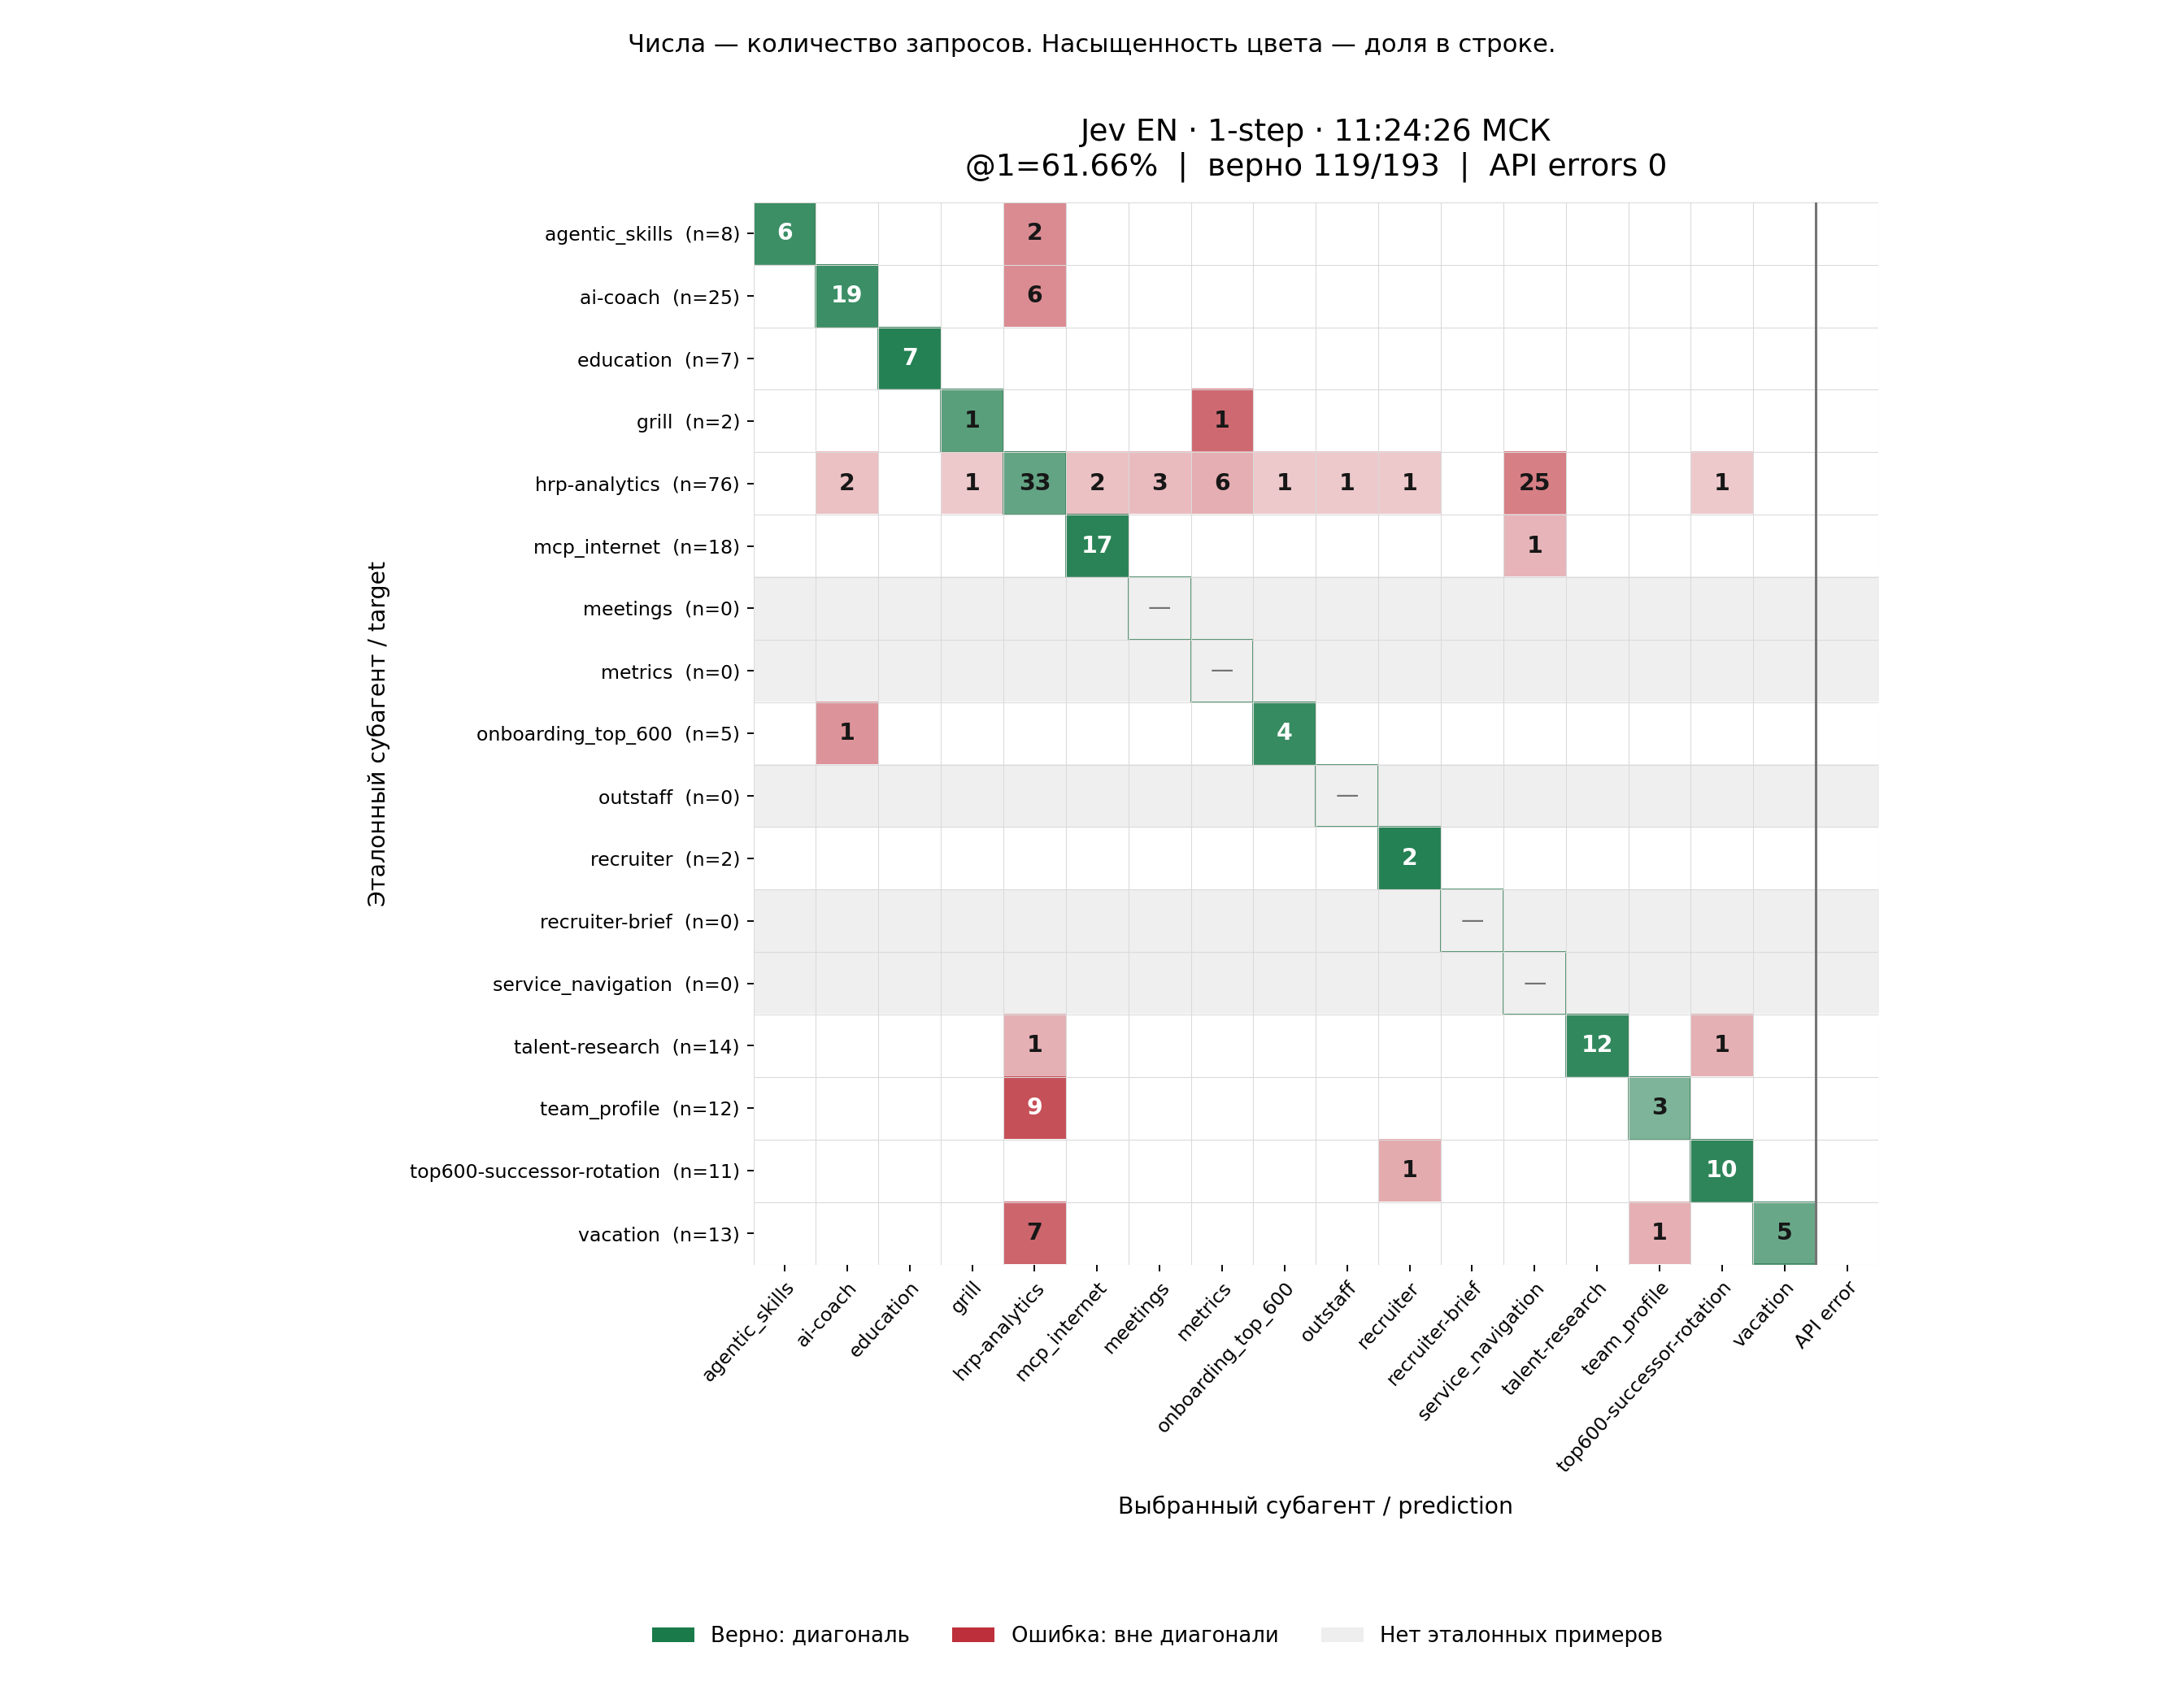 Числа — количество запросов. Насыщенность цвета — доля в строке.
Jev EN · 1-step · 11:24:26 МСК
@1=61.66% | верно 119/193 | API errors 0
Эталонный субагент / target
agentic_skills (n=8) 6 2
ai-coach (n=25) 19 6
education (n=7) 7
grill (n=2) 1 1
hrp-analytics (n=76) 2 1 33 2 3 6 1 1 1 25 1
mcp_internet (n=18) 17 1
meetings (n=0) —
metrics (n=0) —
onboarding_top_600 (n=5) 1 4
outstaff (n=0) —
recruiter (n=2) 2
recruiter-brief (n=0) —
service_navigation (n=0) —
talent-research (n=14) 1 12 1
team_profile (n=12) 9 3
top600-successor-rotation (n=11) 1 10
vacation (n=13) 7 1 5
agentic_skills
ai-coach
education
grill
hrp-analytics
mcp_internet
meetings
metrics
onboarding_top_600
outstaff
recruiter
recruiter-brief
service_navigation
talent-research
team_profile
top600-successor-rotation
vacation
API error
Выбранный субагент / prediction
Верно: диагональ
Ошибка: вне диагонали
Нет эталонных примеров